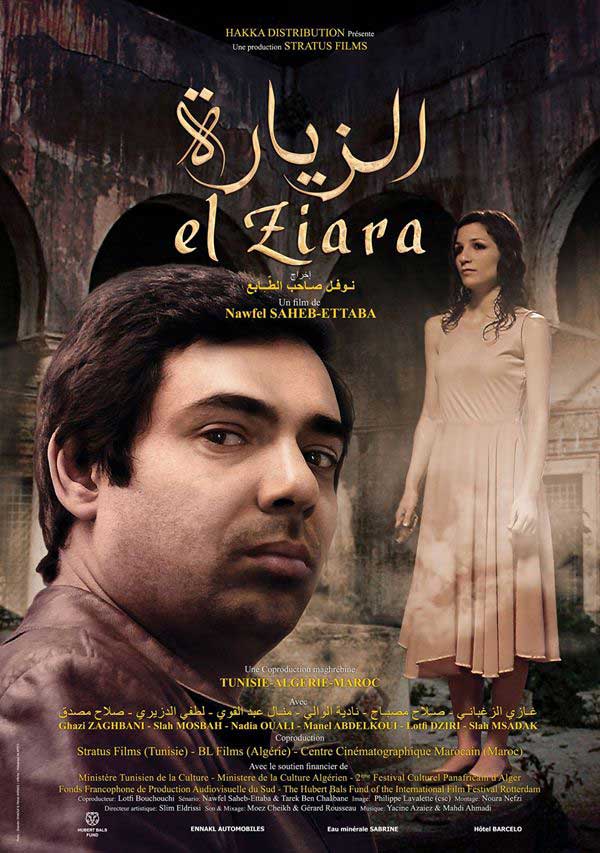 HAKKA DISTRIBUTION Présente
Une production STRATUS FILMS
الزيارة
el Ziara
إخراج
نوفل صاحب الطابع
Un film de
Nawfel SAHEB-ETTABA
Une Coproduction maghrébine
TUNISIE-ALGERIE-MAROC
Avec
غازي الزغباني - صلاح مصباح - نادية الوالي - منال عبد القوي - لطفي الدزيري - صلاح مصدق
Ghazi ZAGHBANI - Slah MOSBAH - Nadia OUALI - Manel ABDELKOUI - Lotfi DZIRI - Slah MSADAK
Coproduction
Stratus Films (Tunisie) - BL Films (Algérie) - Centre Cinématographique Marocain (Maroc)
Avec le soutien financier de
Ministère Tunisien de la Culture - Ministere de la Culture Algérien - 2ème Festival Culturel Panafricain d'Alger
Fonds Francophone de Production Audiovisuelle du Sud - The Hubert Bals Fund of the International Film Festival Rotterdam
Coproducteur: Lotfi Bouchouchi Sénario: Nawfel Saheb-Ettaba & Tarek Ben Chaâbane Image: Philippe Lavalette (csc) Montage: Noura Nefzi
Directeur artistique: Slim Eldrissi Son & Mixage: Moez Cheikh & Gérard Rousseau Musique: Yacine Azaiez & Mahdi Ahmadi
HUBERT BALS
FUND
ENNAKL AUTOMOBILES
Eau minérale SABRINE
Hôtel BARCELO